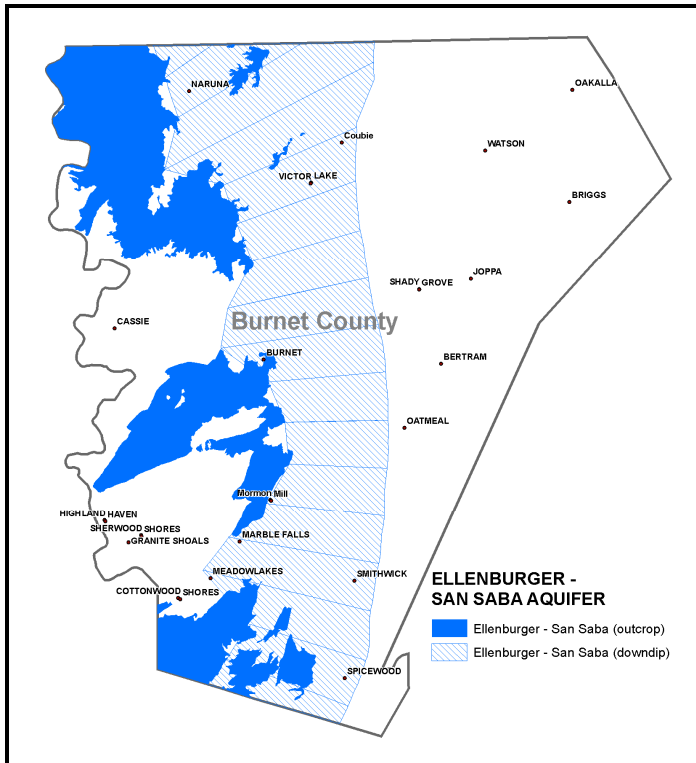 OAKALLA
NARUNA
Coubie
WATSON
VICTOR LAKE
BRIGGS
JOPPA
SHADY GROVE
Burnet County
CASSIE
BURNET
BERTRAM
OATMEAL
Mormon Mill
HIGHLAND HAVEN
SHERWOOD SHORES
GRANITE SHOALS
MARBLE FALLS
MEADOWLAKES
SMITHWICK
COTTONWOOD SHORES
SPICEWOOD
ELLENBURGER -
SAN SABA AQUIFER
Ellenburger - San Saba (outcrop)
Ellenburger - San Saba (downdip)